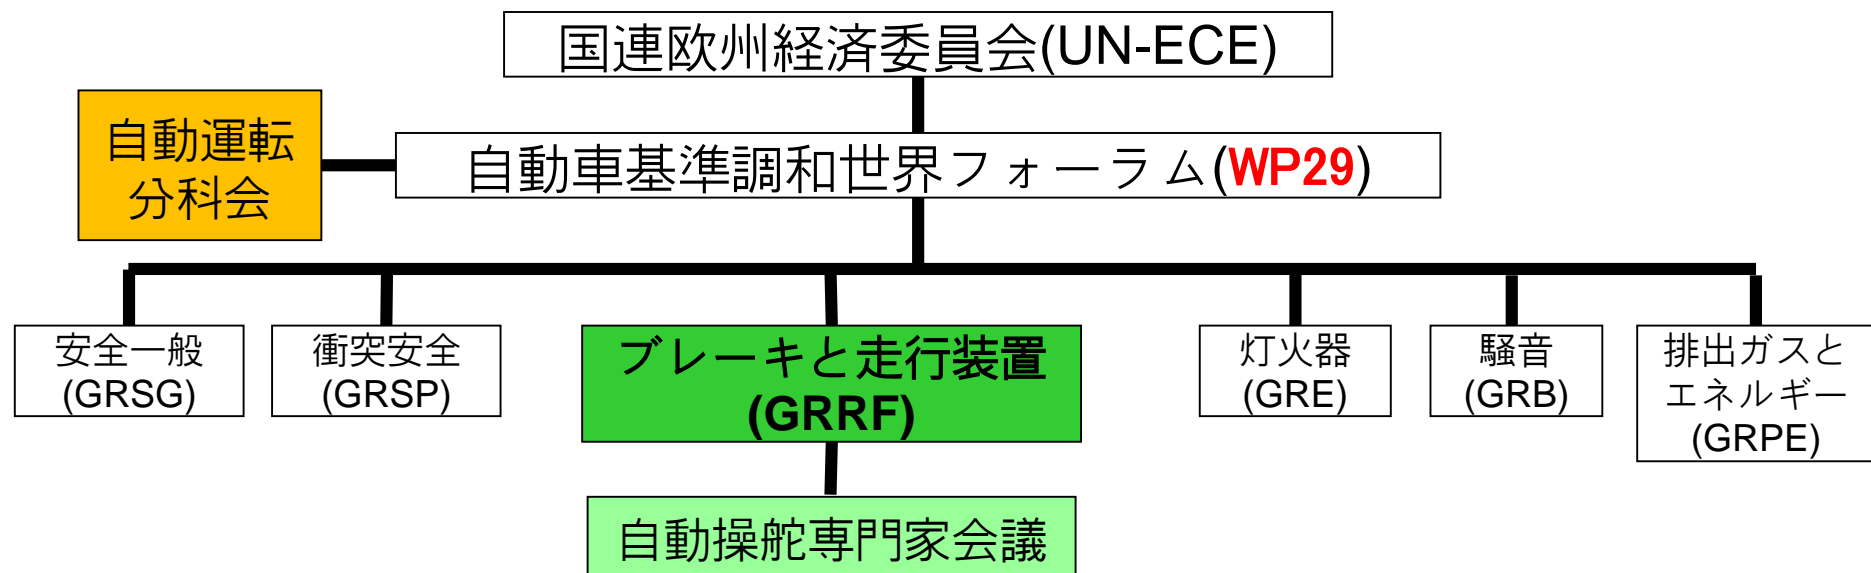 国連欧州経済委員会(UN-ECE)
自動運転
分科会
自動車基準調和世界フォーラム(WP29)
安全一般
(GRSG)
衝突安全
(GRSP)
ブレーキと走行装置
(GRRF)
灯火器
(GRE)
騒音
(GRB)
排出ガスと
エネルギー
(GRPE)
自動操舵専門家会議